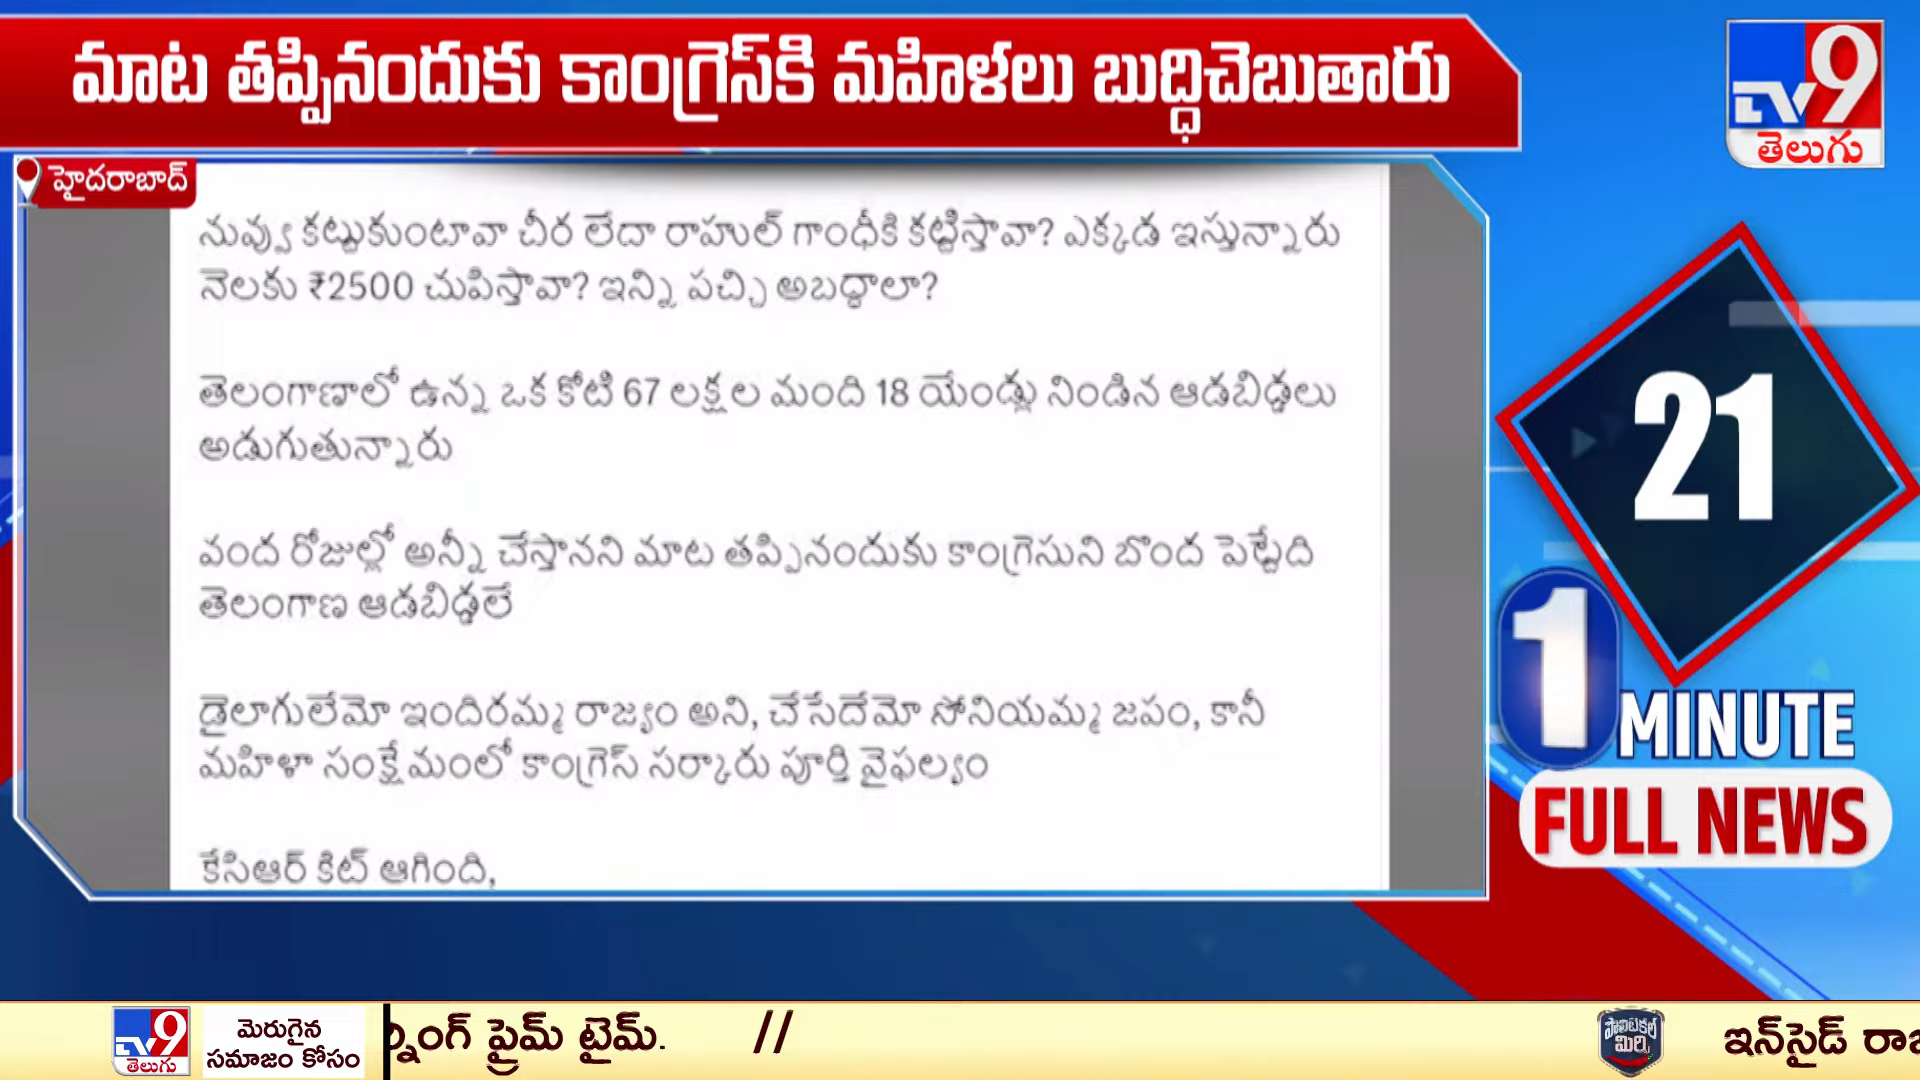 మాట తప్పినందుకు కాంగ్రెస్‌కి మహిళలు బుద్ధిచెబుతారు
TV9
తెలుగు
హైదరాబాద్
నువ్వు కట్టుకుంటావా చీర లేదా రాహుల్ గాంధీకి కట్టిస్తావా? ఎక్కడ ఇస్తున్నారు
నెలకు ₹2500 చుపిస్తావా? ఇన్ని పచ్చి అబద్ధాలా?
తెలంగాణాలో ఉన్న ఒక కోటి 67 లక్షల మంది 18 యేండ్లు నిండిన ఆడబిడ్డలు
అడుగుతున్నారు
వంద రోజుల్లో అన్నీ చేస్తానని మాట తప్పినందుకు కాంగ్రెసుని బొంద పెట్టేది
తెలంగాణ ఆడబిడ్డలే
డైలాగులేమో ఇందిరమ్మ రాజ్యం అని, చేసేదేమో సోనియమ్మ జపం, కానీ
మహిళా సంక్షేమంలో కాంగ్రెస్ సర్కారు పూర్తి వైఫల్యం
కేసిఆర్ కిట్ ఆగింది,
21
1 MINUTE
FULL NEWS
TV9
తెలుగు
మెరుగైన
సమాజం కోసం
ర్నింగ్ ప్రైమ్ టైమ్. //
పొలిటికల్
మిర్చి
ఇన్‌సైడ్